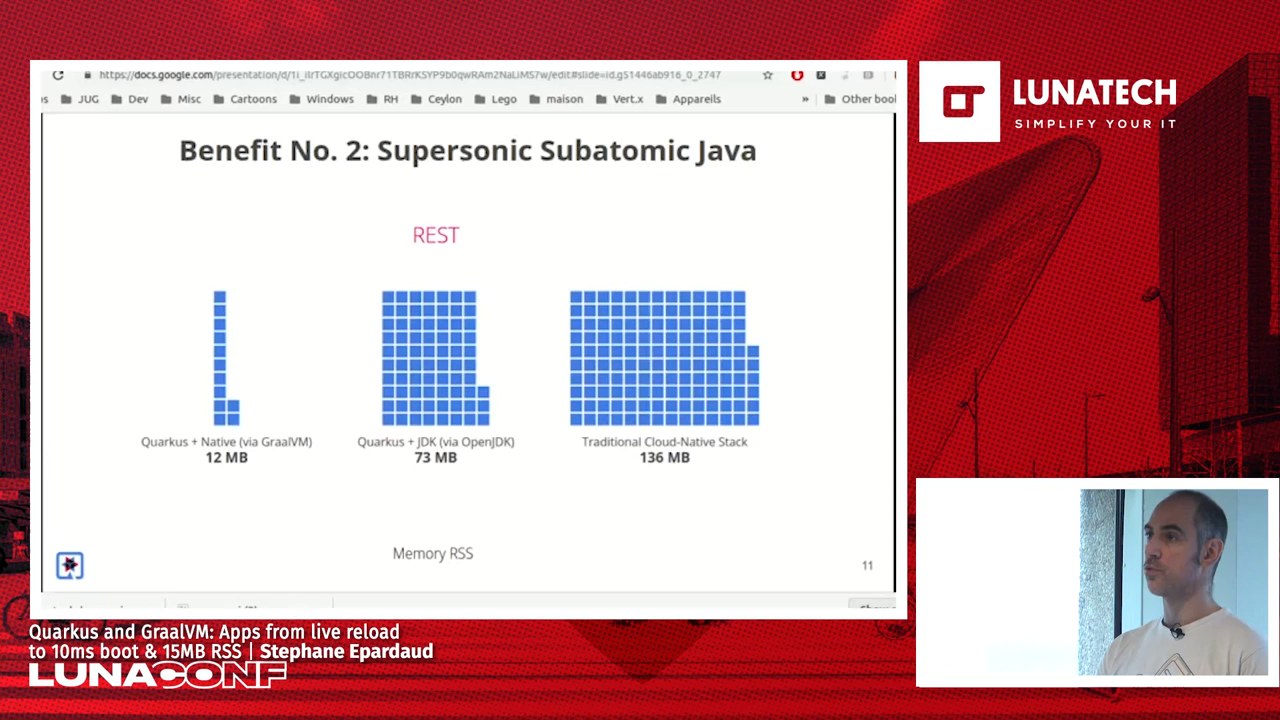 https://docs.google.com/presentation/d/1i_ilrTGXgicOOBnr71TBRrKSYP9b0qwRAm2NaLiMS7w/edit#slide=id.g51446ab916_0_2747
JUG Dev Misc Cartoons Windows RH Ceylon Lego maison Vert.x Appareils » Other bool
Benefit No. 2: Supersonic Subatomic Java
REST
Quarkus + Native (via GraalVM)
12 MB
Quarkus + JDK (via OpenJDK)
73 MB
Traditional Cloud-Native Stack
136 MB
Memory RSS
11
LUNATECH
SIMPLIFY YOUR IT
Quarkus and GraalVM: Apps from live reload
to 10ms boot & 15MB RSS | Stephane Epardaud
LUNACONF